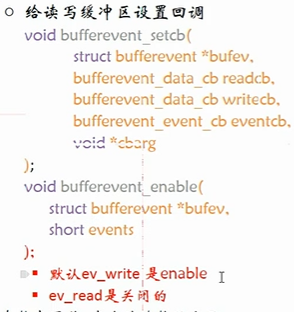 给读写缓冲区设置回调
void bufferevent_setcb(
struct bufferevent *bufev,
bufferevent_data_cb readcb,
bufferevent_data_cb writecb,
bufferevent_event_cb eventcb,
void *cbarg
);
void bufferevent_enable(
struct bufferevent *bufev,
short events
);
默认ev_write 是enable
ev_read是关闭的